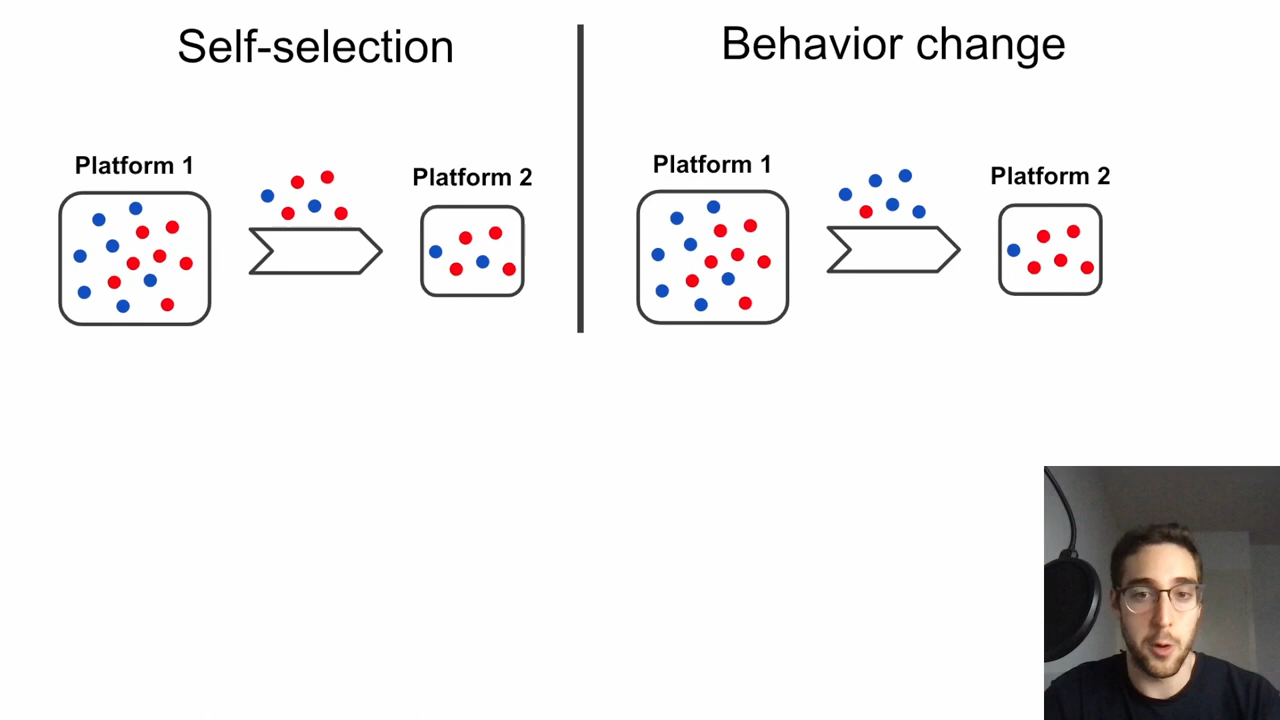 Self-selection
Platform 1
Platform 2
Behavior change
Platform 1
Platform 2